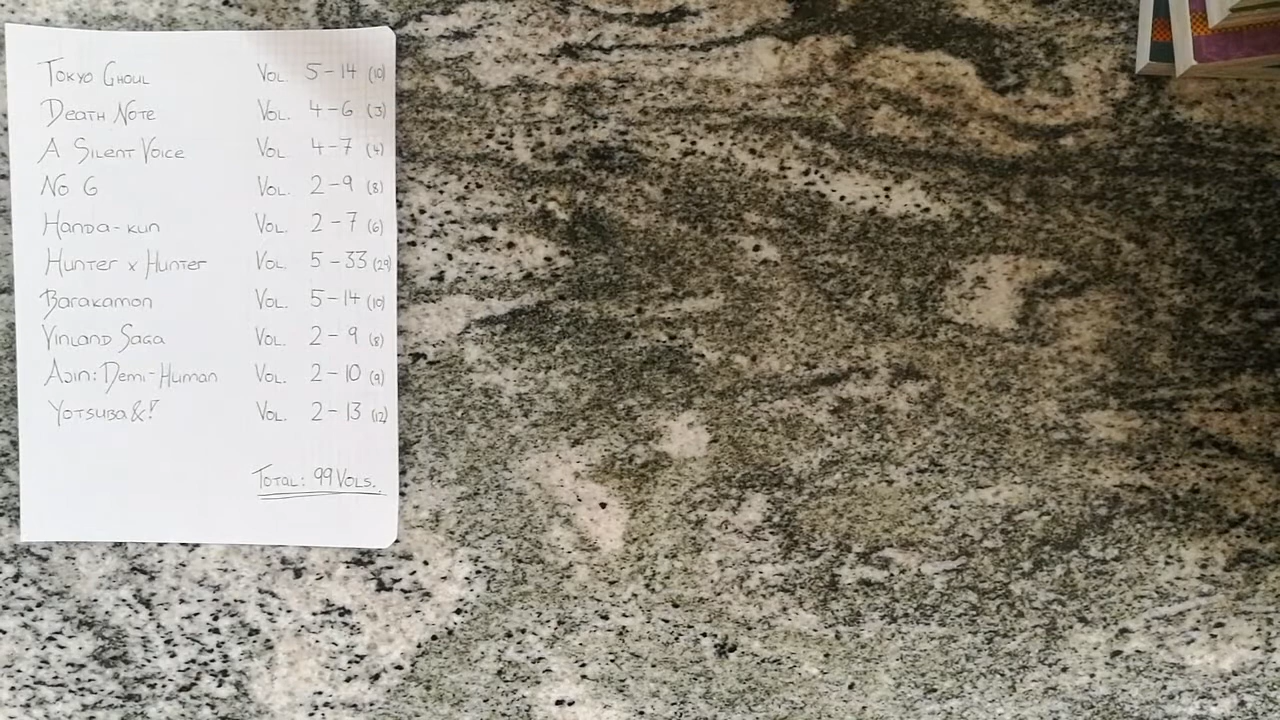 Tokyo Ghoul Vol. 5-14 (10)
Death Note Vol. 4-6 (3)
A Silent Voice Vol 4-7 (4)
No 6 Vol. 2-9 (8)
Handa-kun Vol. 2-7 (6)
Hunter x Hunter Vol. 5-33 (29)
Barakamon Vol. 5-14 (10)
Vinland Saga Vol. 2-9 (8)
Ajin: Demi-Human Vol. 2-10 (9)
Yotsuba&! Vol. 2-13 (12)
Total: 99 Vols.